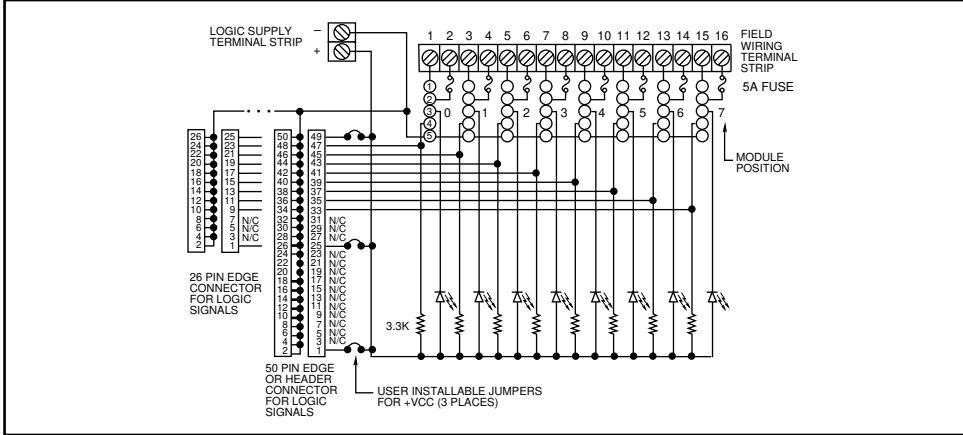 LOGIC SUPPLY
TERMINAL STRIP
–
+
1 2 3 4 5 6 7 8 9 10 11 12 13 14 15 16
FIELD
WIRING
TERMINAL
STRIP
5A FUSE
1
2
3
4
5
0 1 2 3 4 5 6 7
MODULE
POSITION
26 25
24 23
22 21
20 19
18 17
16 15
14 13
12 11
10 9
8 7 N/C
6 5 N/C
4 3 N/C
2 1
26 PIN EDGE
CONNECTOR
FOR LOGIC
SIGNALS
50 49
48 47
46 45
44 43
42 41
40 39
38 37
36 35
34 33
32 31 N/C
30 29 N/C
28 27 N/C
26 25
24 23 N/C
22 21 N/C
20 19 N/C
18 17 N/C
16 15 N/C
14 13 N/C
12 11 N/C
10 9 N/C
8 7 N/C
6 5 N/C
4 3 N/C
2 1
3.3K
50 PIN EDGE
OR HEADER
CONNECTOR
FOR LOGIC
SIGNALS
USER INSTALLABLE JUMPERS
FOR +VCC (3 PLACES)